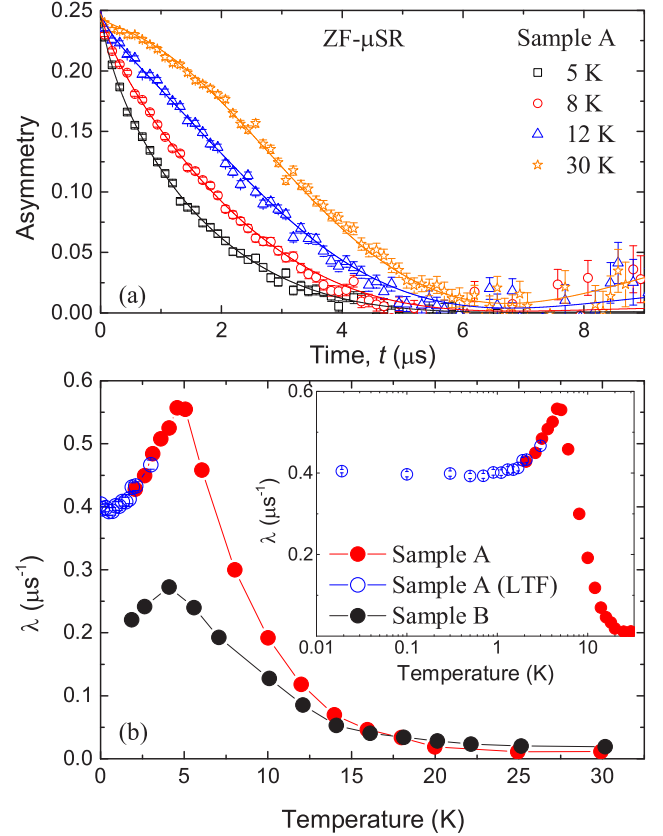 0.25
ZF-μSR
Sample A
0.20
5 K
8 K
0.15
12 K
30 K
0.10
Asymmetry
0.05
(a)
0.00
0 2 4 6 8
Time, t (μs)
0.6
0.6
0.5
0.4
0.4
λ (μs⁻¹)
0.3
λ (μs⁻¹)
0.2
Sample A
Sample A (LTF)
0.2
Sample B
0.01 0.1 1 10
0.1
Temperature (K)
(b)
0.0
0 5 10 15 20 25 30
Temperature (K)